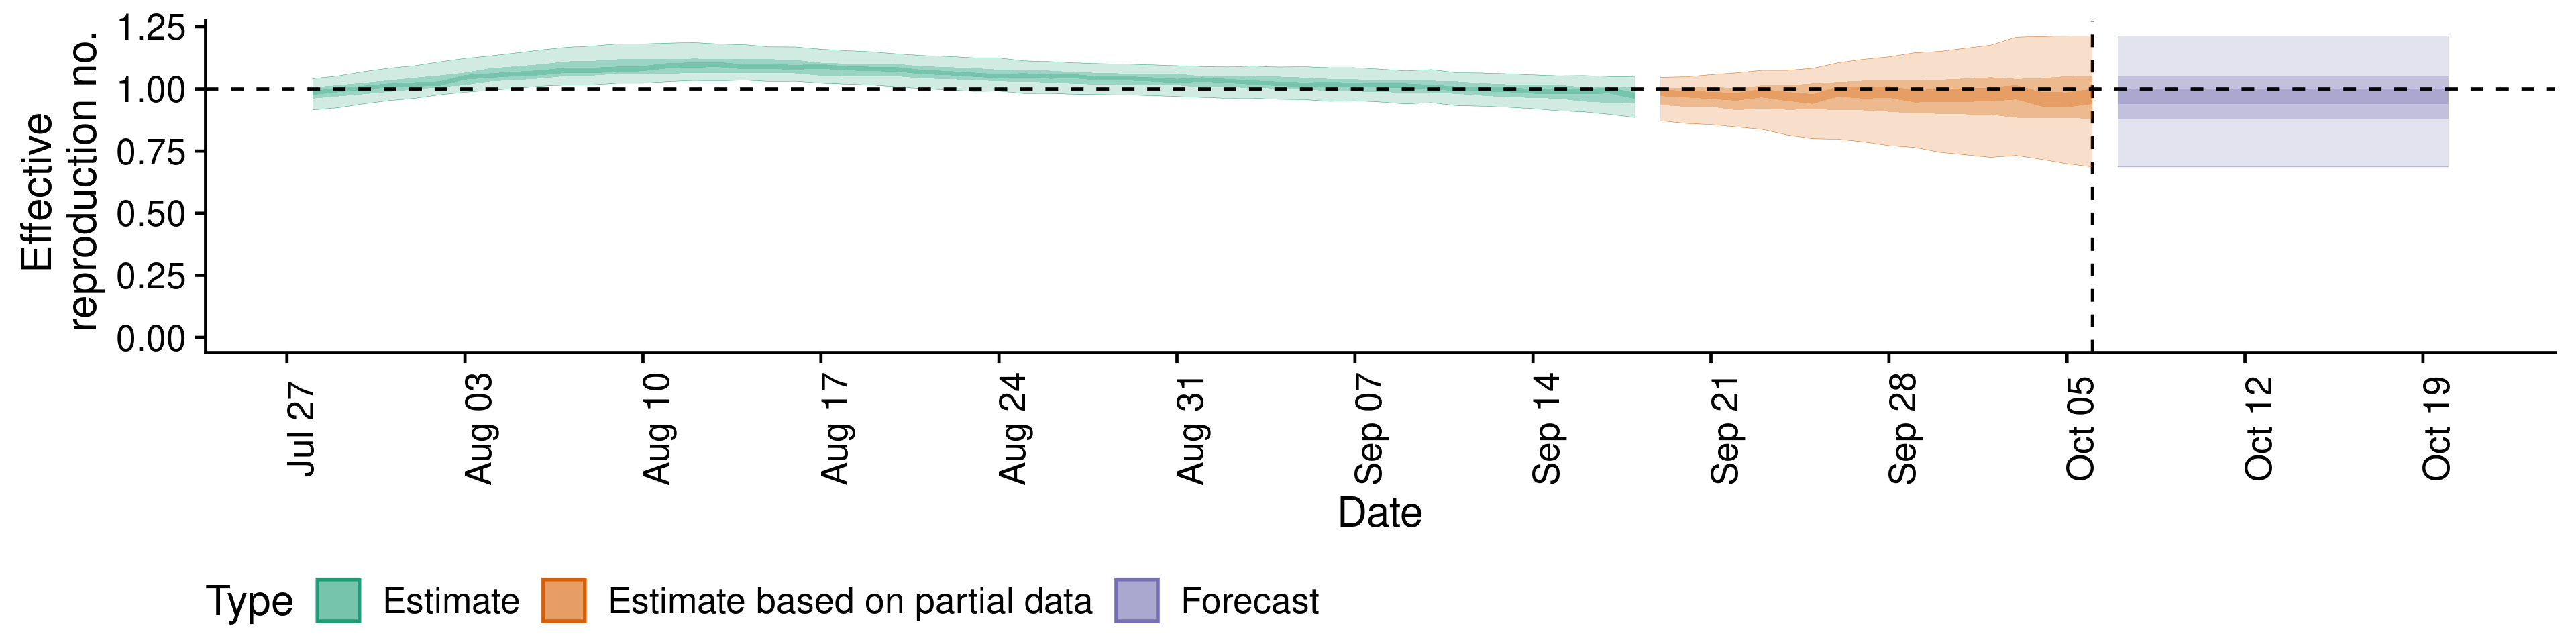 Effective
reproduction no.
1.25
1.00
0.75
0.50
0.25
0.00
Jul 27
Aug 03
Aug 10
Aug 17
Aug 24
Aug 31
Sep 07
Sep 14
Sep 21
Sep 28
Oct 05
Oct 12
Oct 19
Date
Type Estimate Estimate based on partial data Forecast